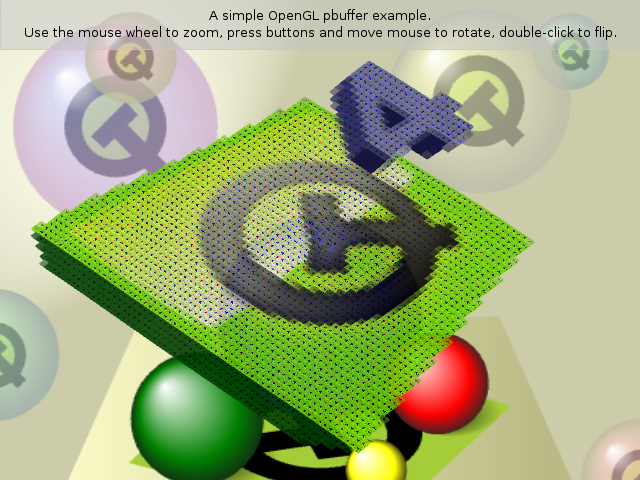 A simple OpenGL pbuffer example.
Use the mouse wheel to zoom, press buttons and move mouse to rotate, double-click to flip.
4